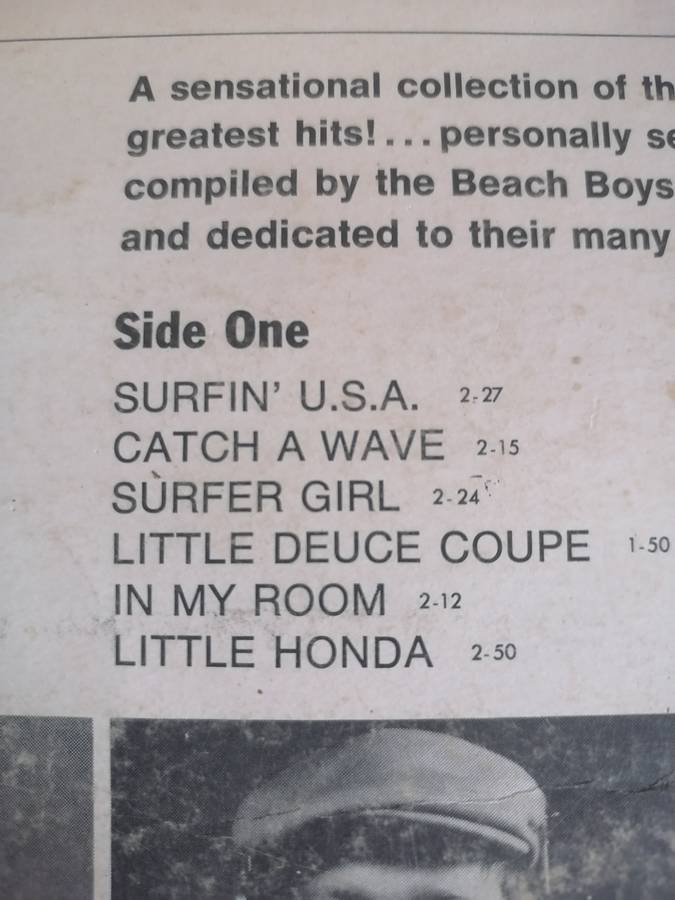 A sensational collection of th
greatest hits! ... personally se
compiled by the Beach Boys
and dedicated to their many
Side One
SURFIN' U.S.A. 2-27
CATCH A WAVE 2-15
SURFER GIRL 2-24
LITTLE DEUCE COUPE 1-50
IN MY ROOM 2-12
LITTLE HONDA 2-50